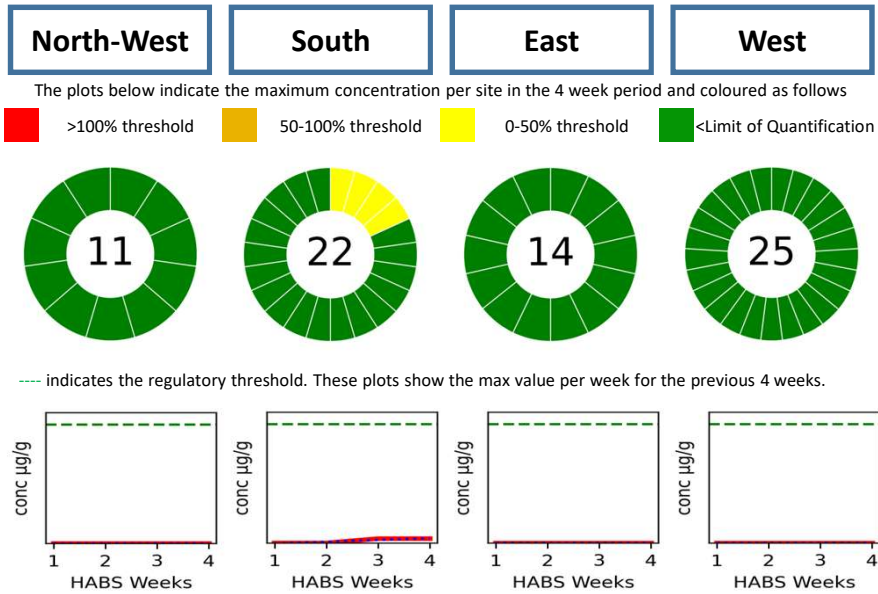 North-West South East West
The plots below indicate the maximum concentration per site in the 4 week period and coloured as follows
>100% threshold 50-100% threshold 0-50% threshold <Limit of Quantification
11 22 14 25
---- indicates the regulatory threshold. These plots show the max value per week for the previous 4 weeks.
conc µg/g conc µg/g conc µg/g conc µg/g
1 2 3 4 1 2 3 4 1 2 3 4 1 2 3 4
HABS Weeks HABS Weeks HABS Weeks HABS Weeks